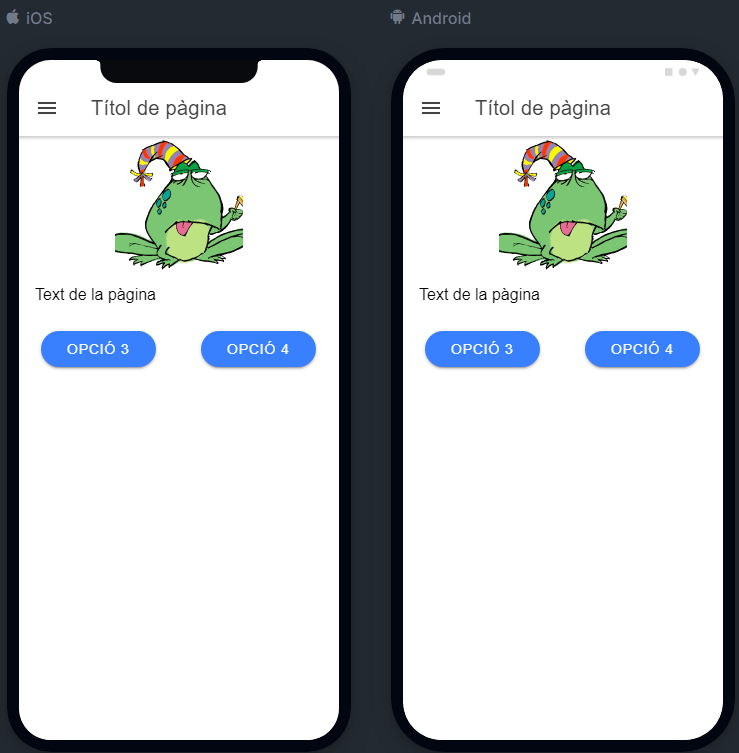 iOS
Android
Títol de pàgina
Títol de pàgina
Text de la pàgina
Text de la pàgina
OPCIÓ 3
OPCIÓ 4
OPCIÓ 3
OPCIÓ 4